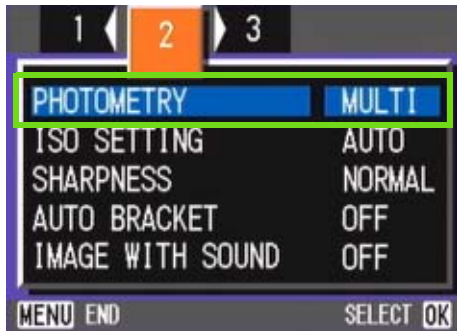 1 2 3
PHOTOMETRY MULTI
ISO SETTING AUTO
SHARPNESS NORMAL
AUTO BRACKET OFF
IMAGE WITH SOUND OFF
MENU END SELECT OK